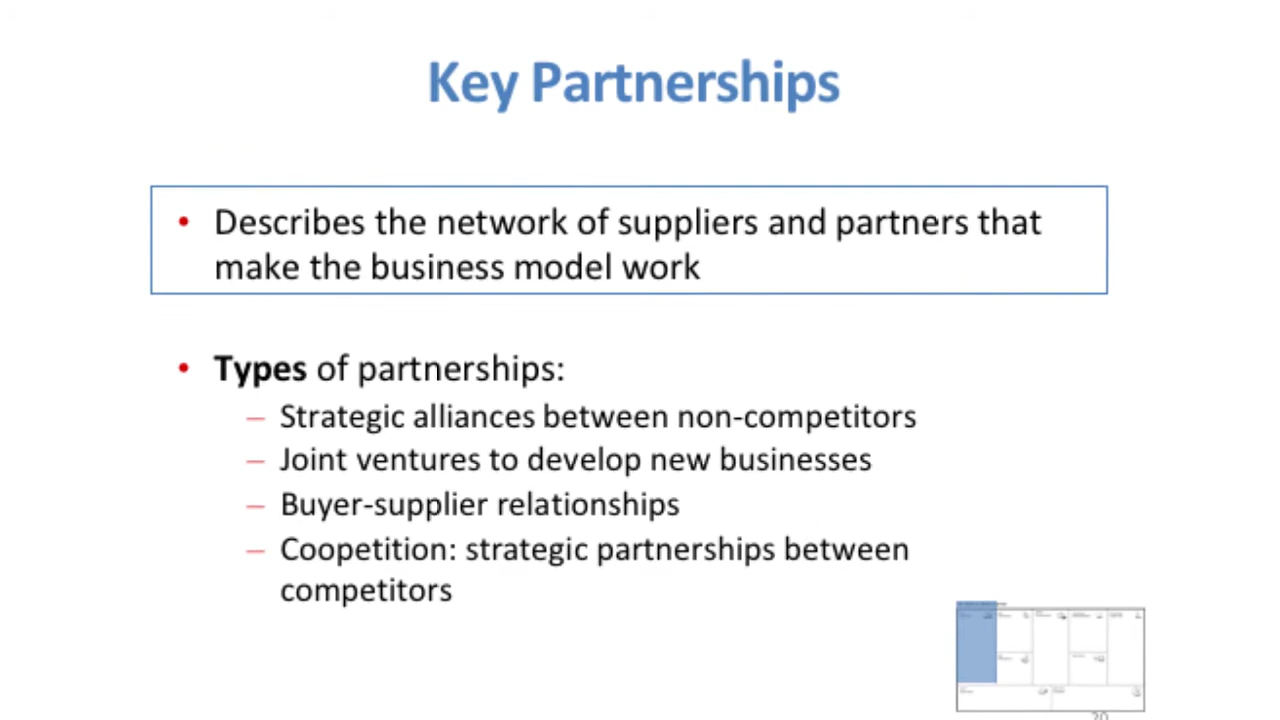 Key Partnerships
• Describes the network of suppliers and partners that
make the business model work
• Types of partnerships:
– Strategic alliances between non-competitors
– Joint ventures to develop new businesses
– Buyer-supplier relationships
– Coopetition: strategic partnerships between
competitors